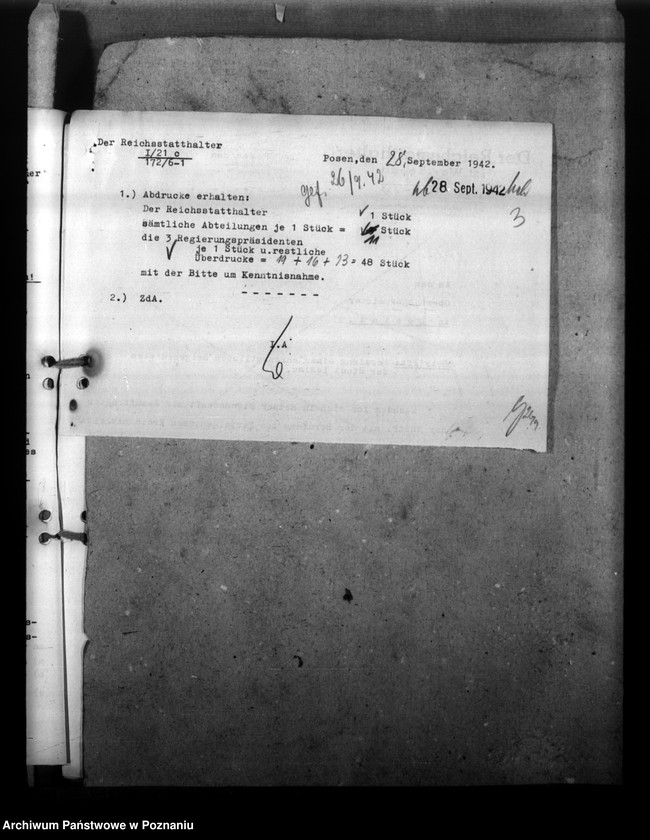 Der Reichsstatthalter
I/21 c
172/6-1
Posen,den 28. September 1942.
gef. 26/9.42
ab 28. Sept. 1942
3
1.) Abdrucke erhalten:
Der Reichsstatthalter 1 Stück
sämtliche Abteilungen je 1 Stück = 11 Stück
die 3 Regierungspräsidenten
je 1 Stück u.restliche
Überdrucke = 19 + 16 + 13 = 48 Stück
mit der Bitte um Kenntnisnahme.
- - - - - - -
2.) ZdA.
I.A.
Archiwum Państwowe w Poznaniu